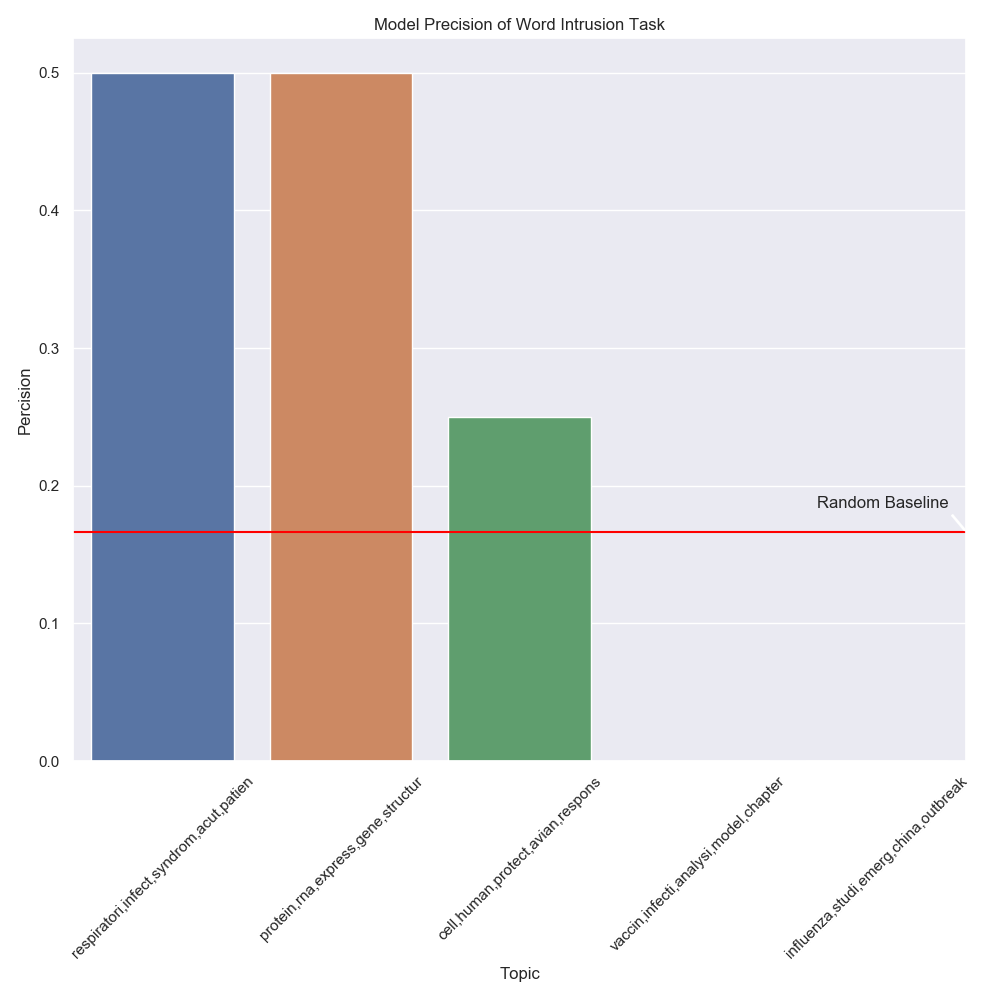 Model Precision of Word Intrusion Task
Percision
0.5
0.4
0.3
0.2
0.1
0.0
Random Baseline
respiratori,infect,syndrom,acut,patien
protein,rna,express,gene,structur
cell,human,protect,avian,respons
vaccin,infecti,analysi,model,chapter
influenza,studi,emerg,china,outbreak
Topic